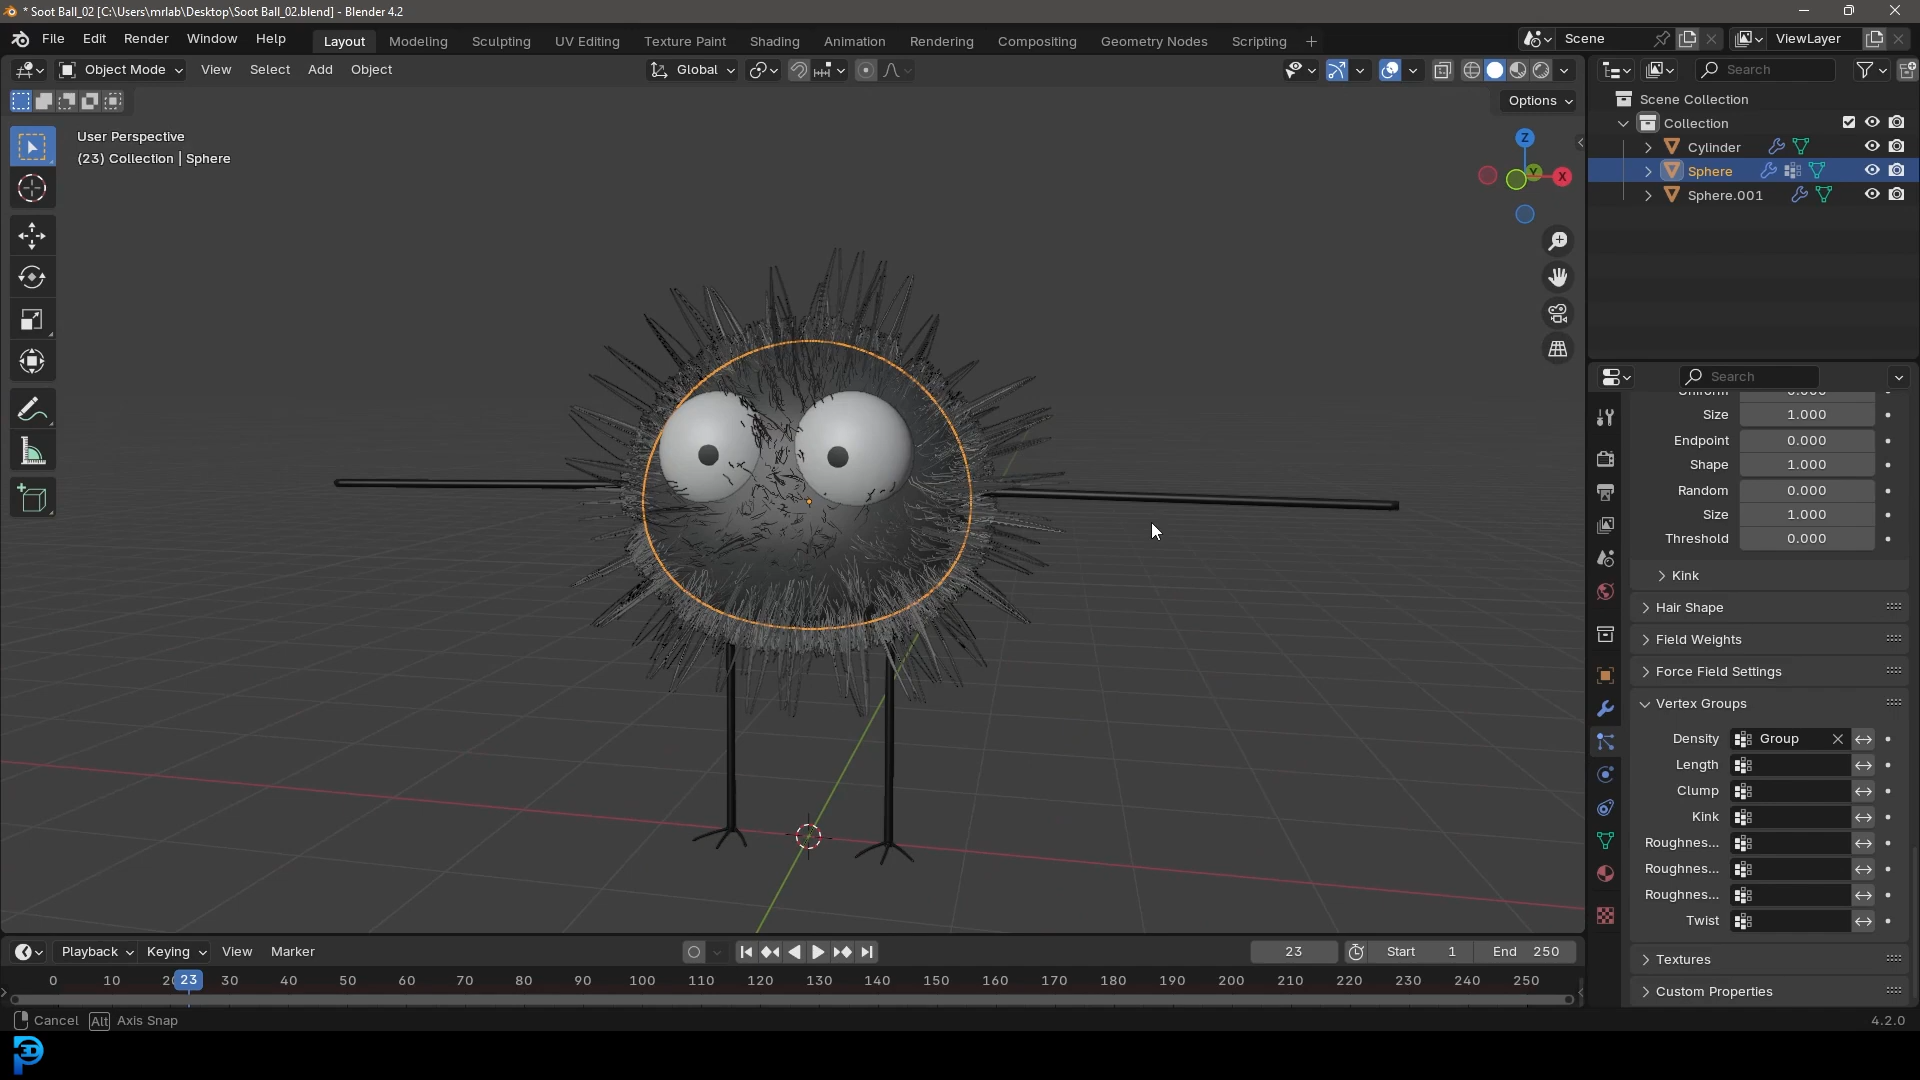 * Soot Ball_02 [C:\Users\mrlab\Desktop\Soot Ball_02.blend] - Blender 4.2
File Edit Render Window Help Layout Modeling Sculpting UV Editing Texture Paint Shading Animation Rendering Compositing Geometry Nodes Scripting + Scene ViewLayer
Object Mode View Select Add Object Global Search
Options
User Perspective
(23) Collection | Sphere
Z
Y
X
Scene Collection
Collection
Cylinder
Sphere
Sphere.001
Search
Uniform 0.000
Size 1.000
Endpoint 0.000
Shape 1.000
Random 0.000
Size 1.000
Threshold 0.000
Kink
Hair Shape
Field Weights
Force Field Settings
Vertex Groups
Density Group
Length
Clump
Kink
Roughnes...
Roughnes...
Roughnes...
Twist
Textures
Custom Properties
Playback Keying View Marker 23 Start 1 End 250
0 10 23 30 40 50 60 70 80 90 100 110 120 130 140 150 160 170 180 190 200 210 220 230 240 250
Cancel Alt Axis Snap 4.2.0
3D